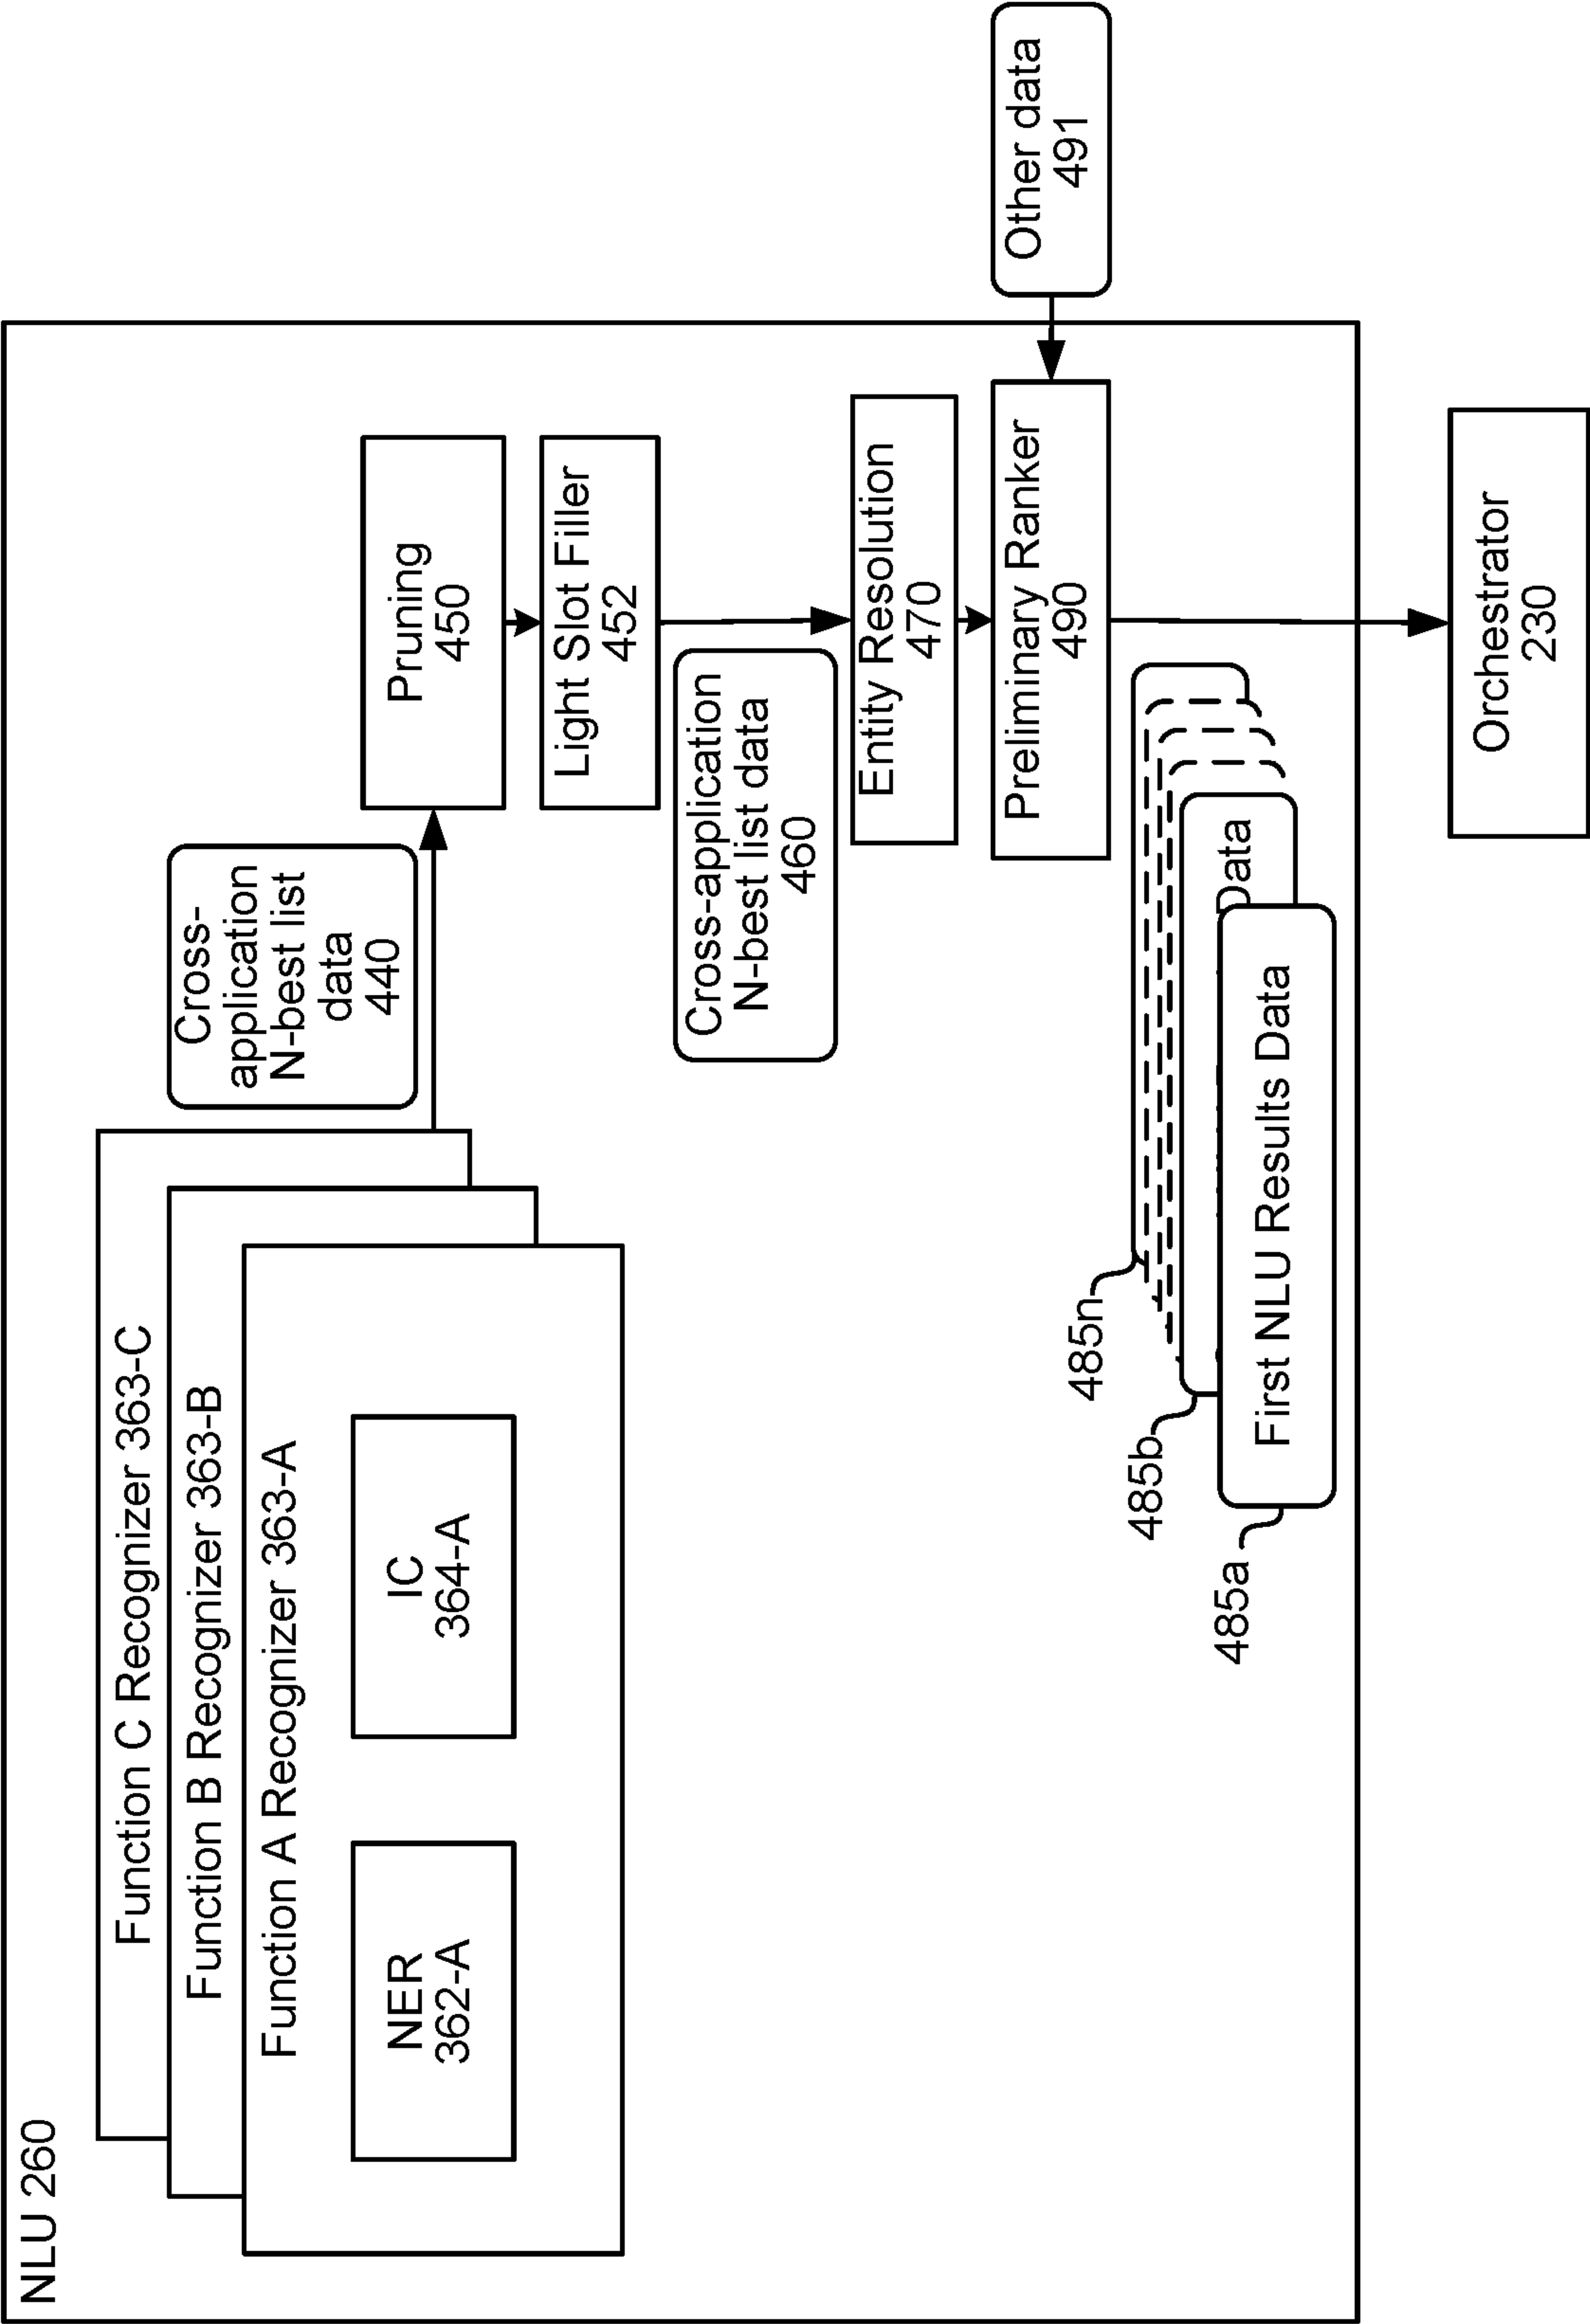 NLU 260
Function C Recognizer 363-C
Function B Recognizer 363-B
Function A Recognizer 363-A
NER
362-A
IC
364-A
Cross-
application
N-best list
data
440
Pruning
450
Light Slot Filler
452
Cross-application
N-best list data
460
Entity Resolution
470
Preliminary Ranker
490
Other data
491
485n
485b
485a
Data
First NLU Results Data
Orchestrator
230